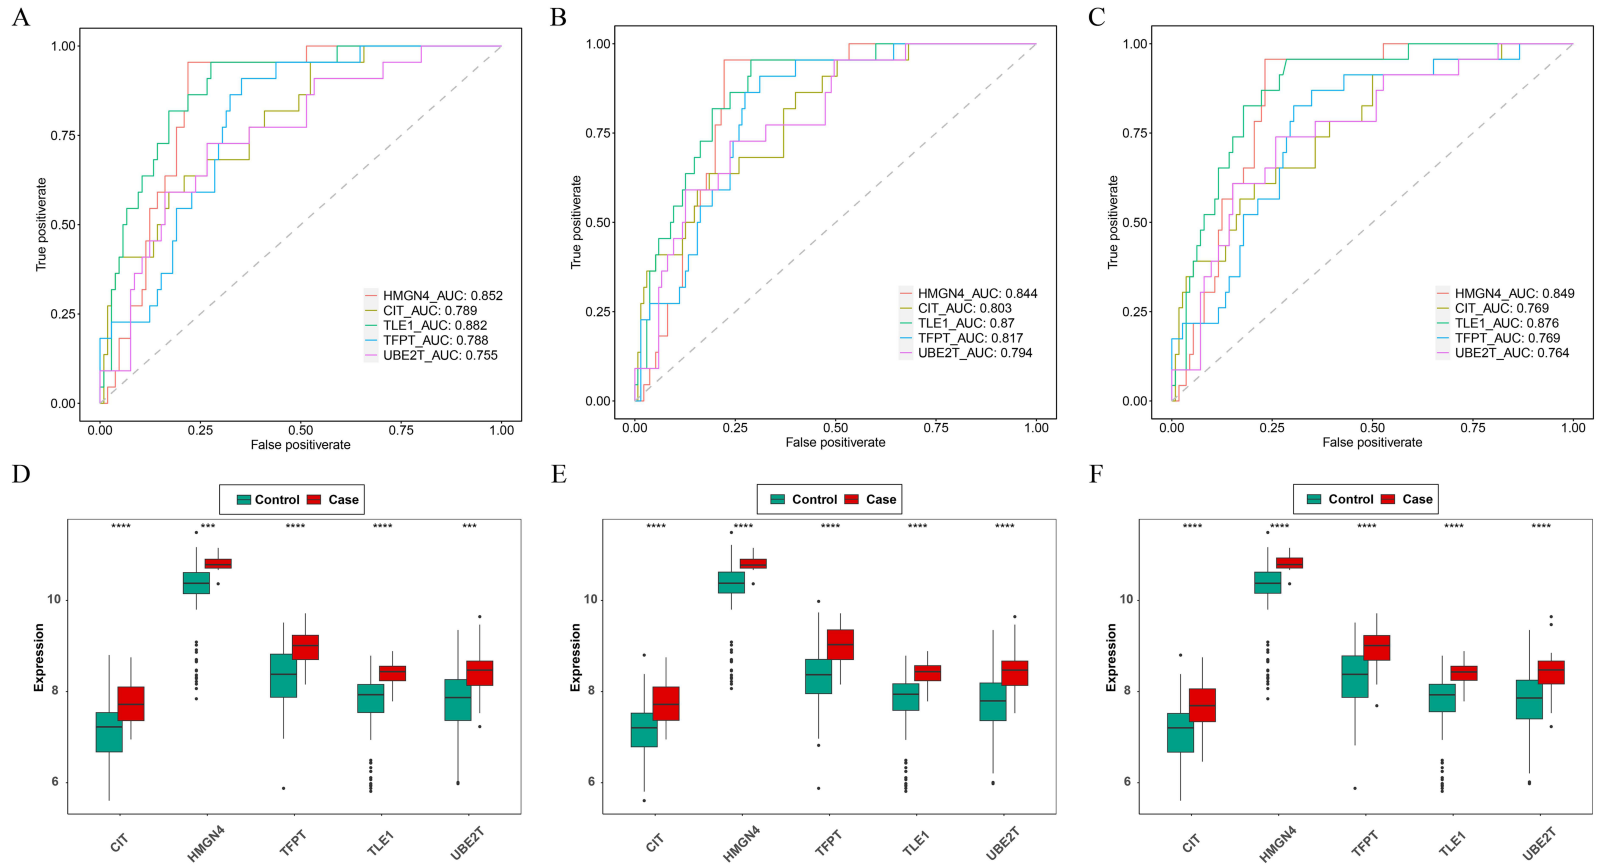 A
1.00
0.75
0.50
0.25
0.00
True positiverate
HMGN4_AUC: 0.852
CIT_AUC: 0.789
TLE1_AUC: 0.882
TFPT_AUC: 0.788
UBE2T_AUC: 0.755
0.00 0.25 0.50 0.75 1.00
False positiverate
B
1.00
0.75
0.50
0.25
0.00
True positiverate
HMGN4_AUC: 0.844
CIT_AUC: 0.803
TLE1_AUC: 0.87
TFPT_AUC: 0.817
UBE2T_AUC: 0.794
0.00 0.25 0.50 0.75 1.00
False positiverate
C
1.00
0.75
0.50
0.25
0.00
True positiverate
HMGN4_AUC: 0.849
CIT_AUC: 0.769
TLE1_AUC: 0.876
TFPT_AUC: 0.769
UBE2T_AUC: 0.764
0.00 0.25 0.50 0.75 1.00
False positiverate
D
Control Case
**** *** **** **** ***
10
8
6
Expression
CIT HMGN4 TFPT TLE1 UBE2T
E
Control Case
**** **** **** **** ****
10
8
6
Expression
CIT HMGN4 TFPT TLE1 UBE2T
F
Control Case
**** **** **** **** ****
10
8
6
Expression
CIT HMGN4 TFPT TLE1 UBE2T